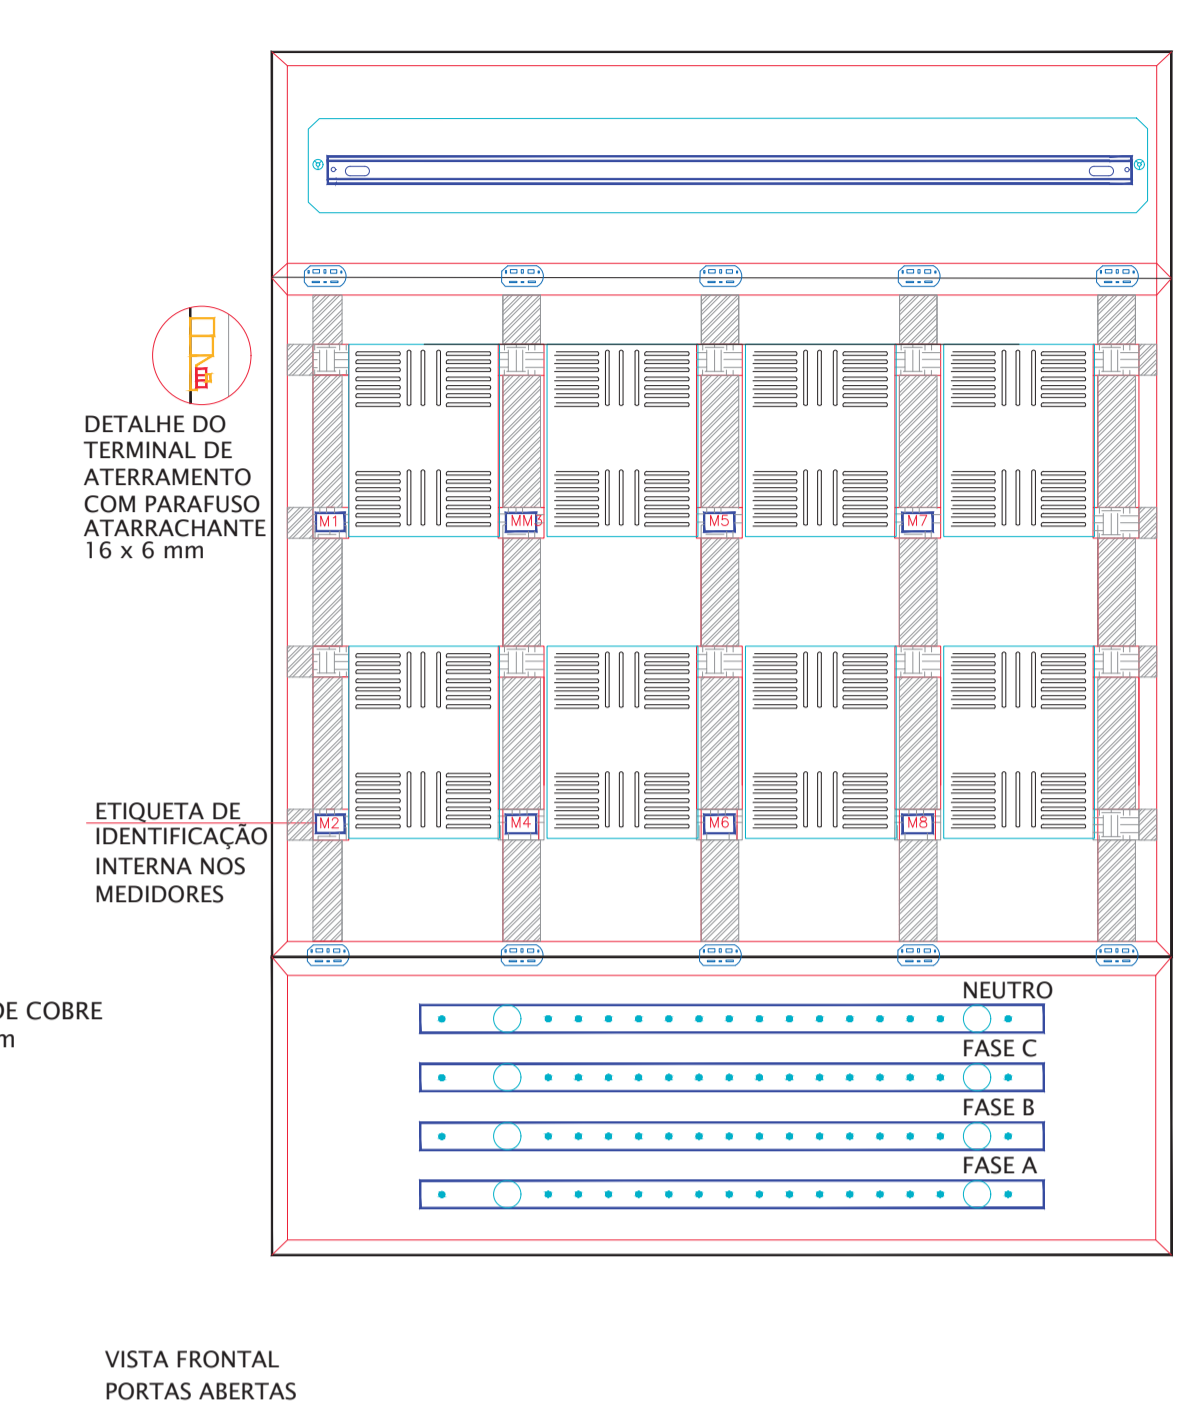 DETALHE DO
TERMINAL DE
ATERRAMENTO
COM PARAFUSO
ATARRACHANTE
16 x 6 mm
M1
MM3
M5
M7
ETIQUETA DE
IDENTIFICAÇÃO
INTERNA NOS
MEDIDORES
M2
M4
M6
M8
DE COBRE
m
NEUTRO
FASE C
FASE B
FASE A
VISTA FRONTAL
PORTAS ABERTAS